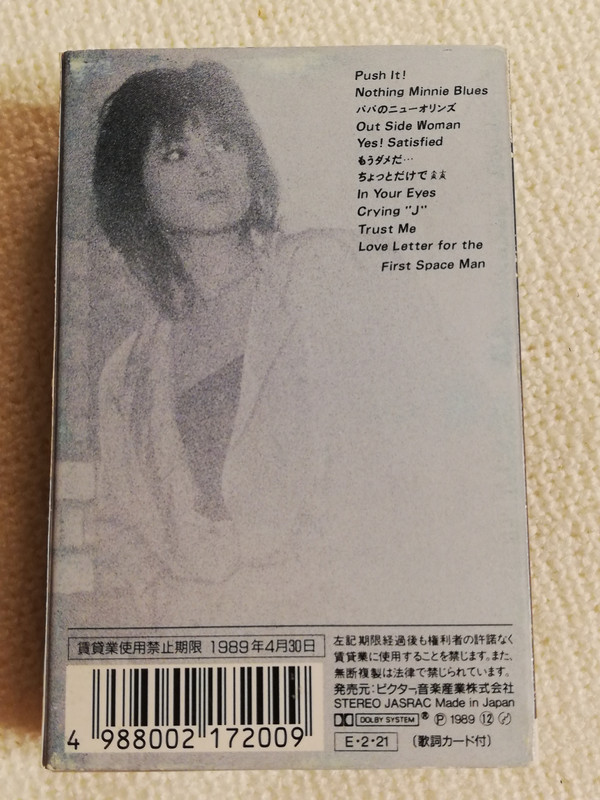 Push It!
Nothing Minnie Blues
パパのニューオリンズ
Out Side Woman
Yes! Satisfied
もうダメだ…
ちょっとだけで
In Your Eyes
Crying "J"
Trust Me
Love Letter for the
First Space Man
賃貸業使用禁止期限 1989年4月30日
左記期限経過後も権利者の許諾なく
賃貸業に使用することを禁じます。また、
無断複製は法律で禁じられています。
発売元:ビクター音楽産業株式会社
STEREO JASRAC Made in Japan
DOLBY SYSTEM ® Ⓟ 1989 ⑫
E・2・21 (歌詞カード付)
4 988002 172009